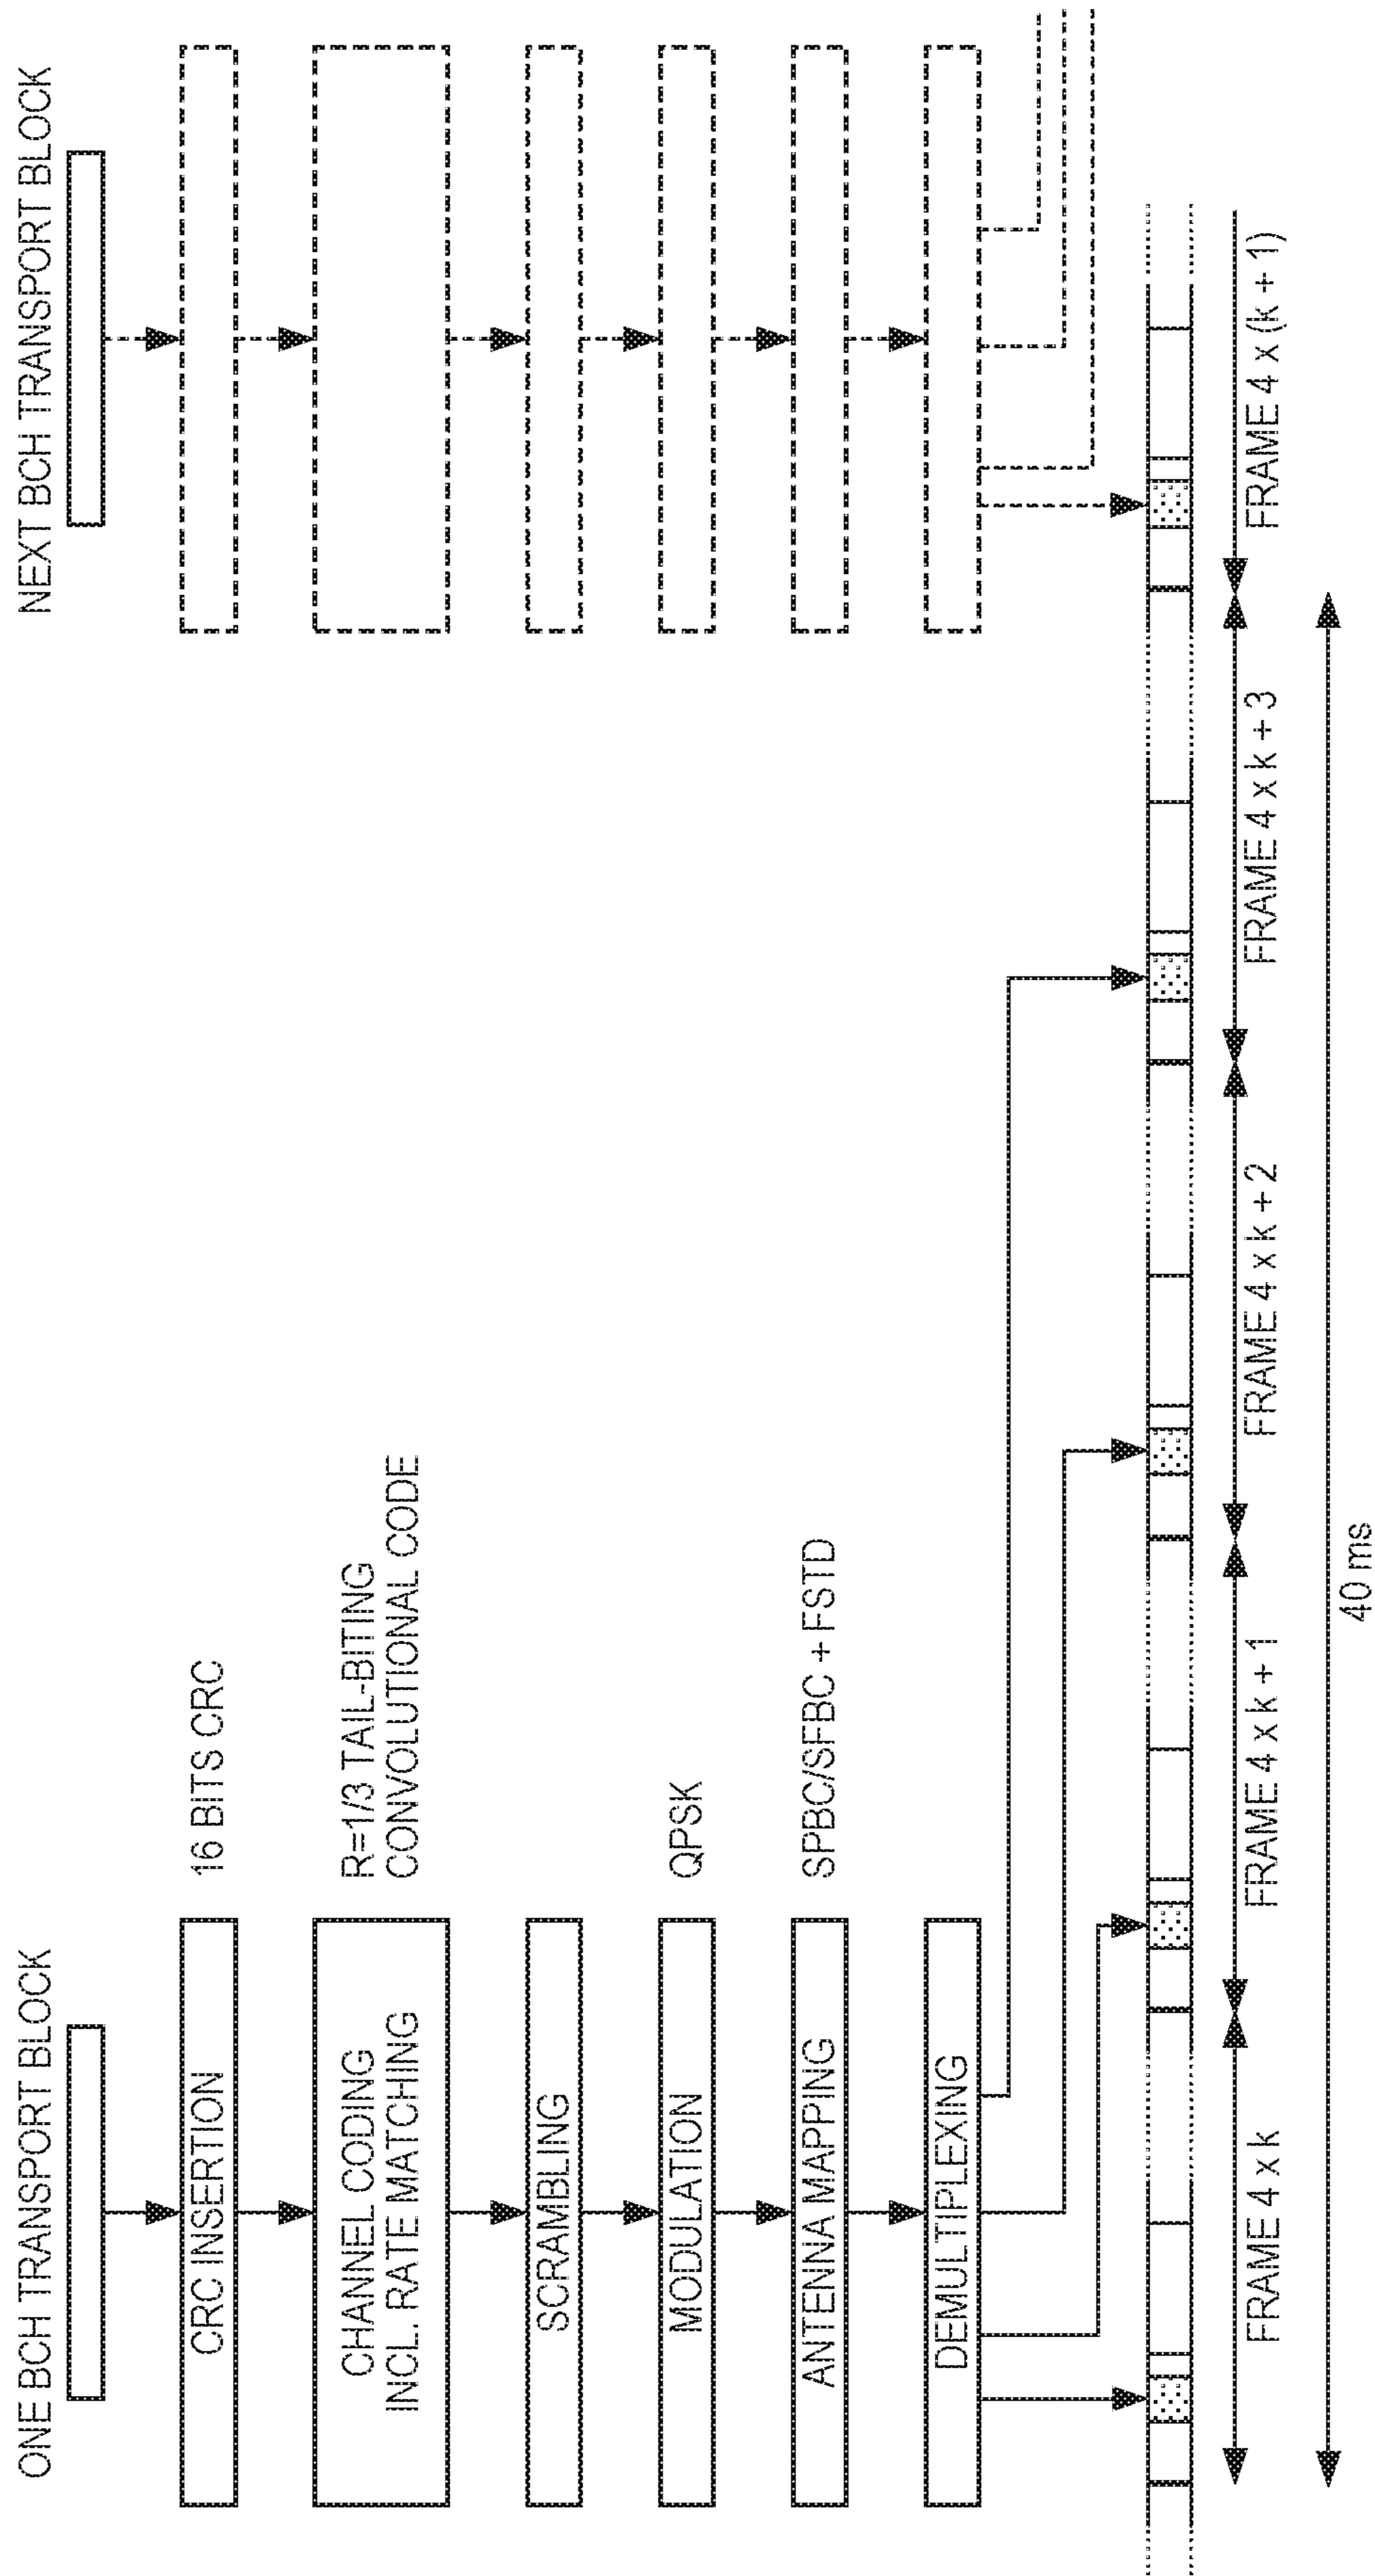 ONE BCH TRANSPORT BLOCK
NEXT BCH TRANSPORT BLOCK
CRC INSERTION
16 BITS CRC
CHANNEL CODING
INCL. RATE MATCHING
R=1/3 TAIL-BITING
CONVOLUTIONAL CODE
SCRAMBLING
MODULATION
QPSK
ANTENNA MAPPING
SPBC/SFBC + FSTD
DEMULTIPLEXING
FRAME 4 x k
FRAME 4 x k + 1
FRAME 4 x k + 2
FRAME 4 x k + 3
FRAME 4 x (k + 1)
40 ms